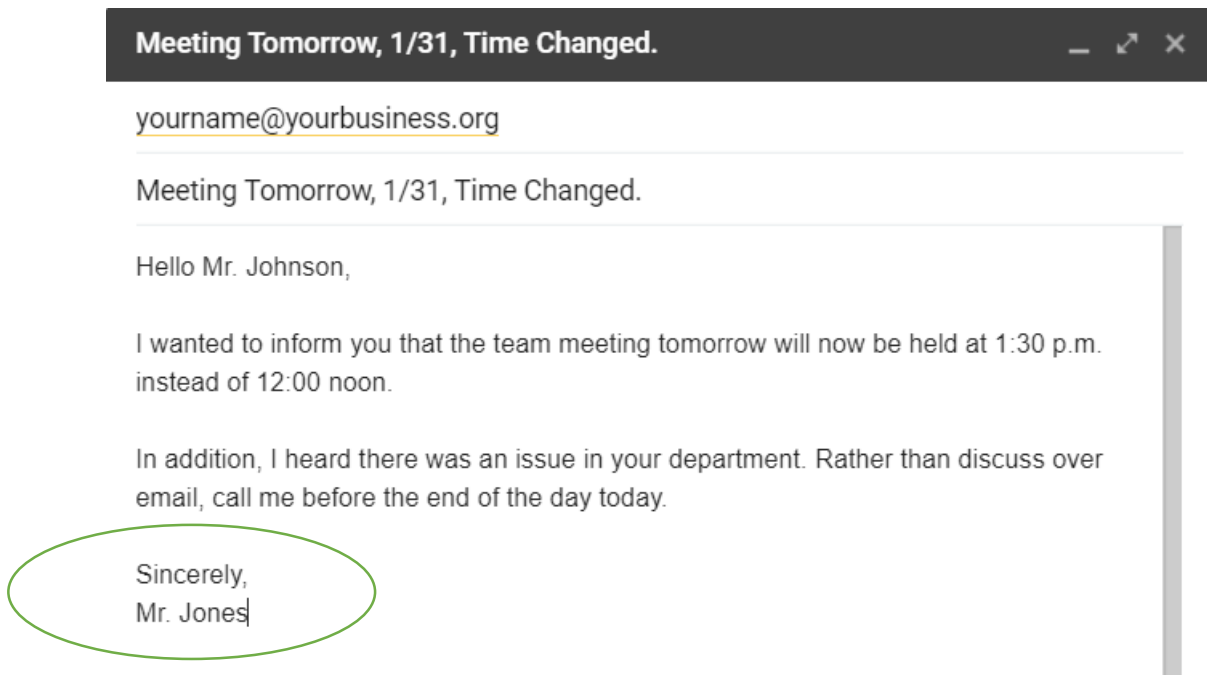 Meeting Tomorrow, 1/31, Time Changed.
yourname@yourbusiness.org
Meeting Tomorrow, 1/31, Time Changed.
Hello Mr. Johnson,
I wanted to inform you that the team meeting tomorrow will now be held at 1:30 p.m.
instead of 12:00 noon.
In addition, I heard there was an issue in your department. Rather than discuss over
email, call me before the end of the day today.
Sincerely,
Mr. Jones